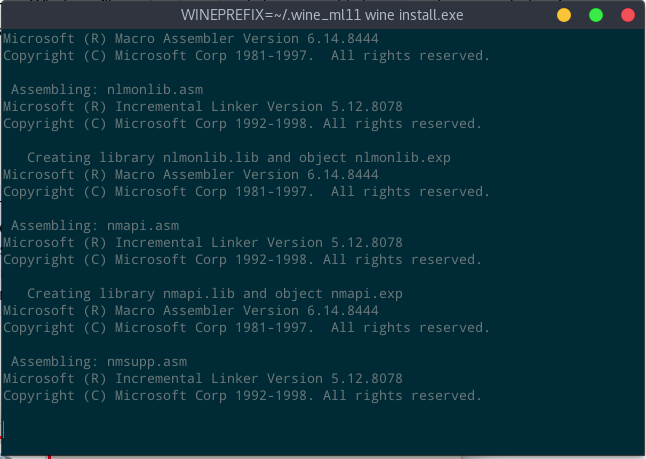 WINEPREFIX=~/.wine_ml11 wine install.exe
Microsoft (R) Macro Assembler Version 6.14.8444
Copyright (C) Microsoft Corp 1981-1997.  All rights reserved.
Assembling: nlmonlib.asm
Microsoft (R) Incremental Linker Version 5.12.8078
Copyright (C) Microsoft Corp 1992-1998. All rights reserved.
Creating library nlmonlib.lib and object nlmonlib.exp
Microsoft (R) Macro Assembler Version 6.14.8444
Copyright (C) Microsoft Corp 1981-1997.  All rights reserved.
Assembling: nmapi.asm
Microsoft (R) Incremental Linker Version 5.12.8078
Copyright (C) Microsoft Corp 1992-1998. All rights reserved.
Creating library nmapi.lib and object nmapi.exp
Microsoft (R) Macro Assembler Version 6.14.8444
Copyright (C) Microsoft Corp 1981-1997.  All rights reserved.
Assembling: nmsupp.asm
Microsoft (R) Incremental Linker Version 5.12.8078
Copyright (C) Microsoft Corp 1992-1998. All rights reserved.